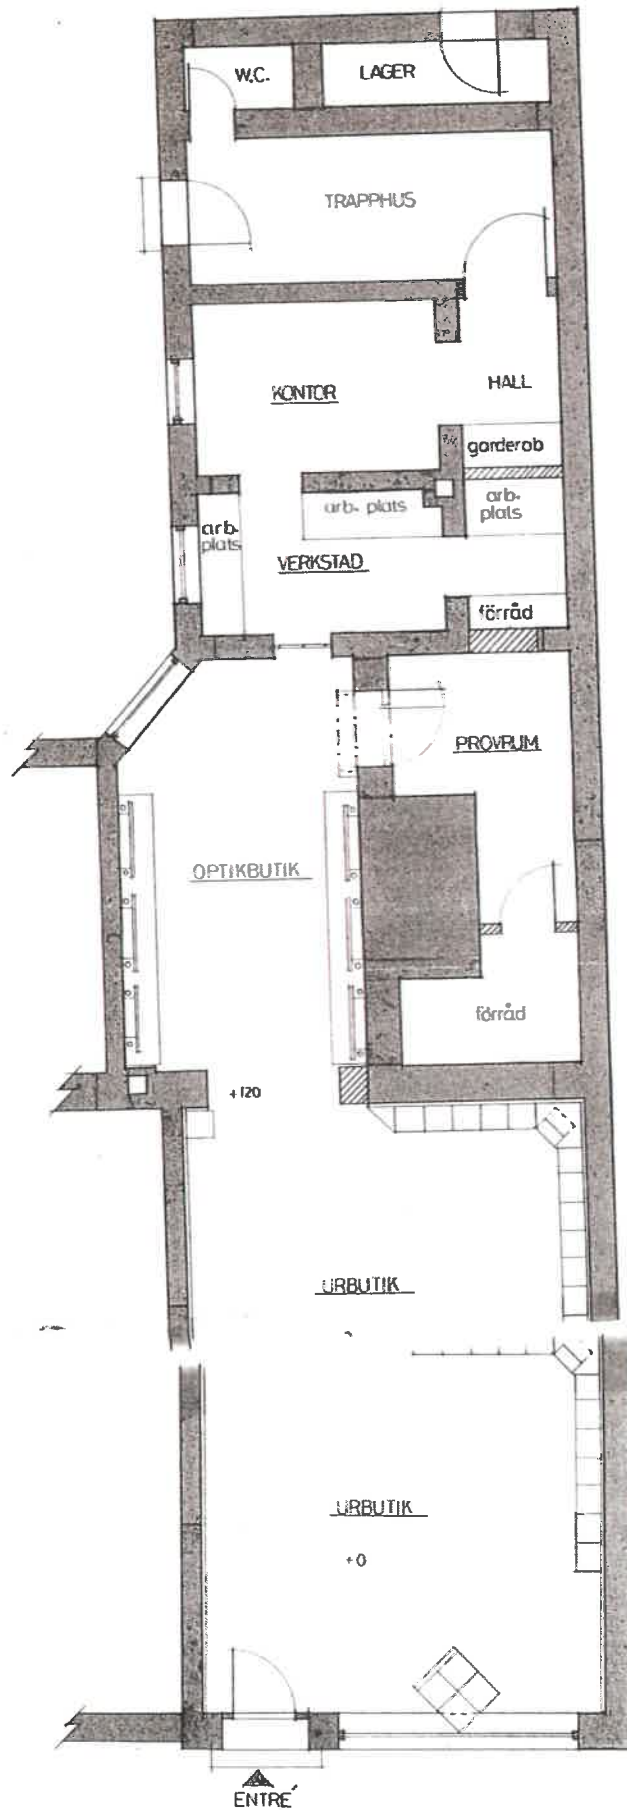 W.C.
LAGER
TRAPPHUS
KONTOR
HALL
garderob
arb.
plats
arb. plats
arb.
plats
VERKSTAD
förråd
PROVRUM
OPTIKBUTIK
förråd
+120
URBUTIK
URBUTIK
+0
ENTRÉ